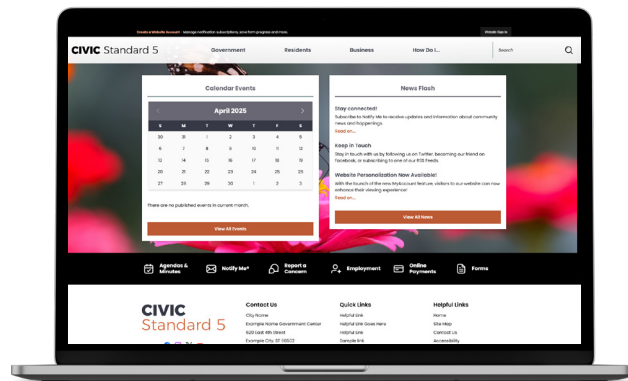 Create a Website Account - Manage notification subscriptions, save form progress and more.
Website Sign In
CIVIC Standard 5
Government
Residents
Business
How Do I...
Search
Calendar Events
April 2025
S M T W T F S
30 31 1 2 3 4 5
6 7 8 9 10 11 12
13 14 15 16 17 18 19
20 21 22 23 24 25 26
27 28 29 30 1 2 3
There are no published events in current month.
View All Events
News Flash
Stay connected!
Subscribe to Notify Me to receive updates and information about community
news and happenings.
Read on...
Keep in Touch
Stay in touch with us by following us on Twitter, becoming our friend on
Facebook, or subscribing to one of our RSS Feeds.
Website Personalization Now Available!
With the launch of the new MyAccount feature, visitors to our website can now
enhance their viewing experience!
Read on...
View All News
Agendas &
Minutes
Notify Me®
Report a
Concern
Employment
Online
Payments
Forms
CIVIC
Standard 5
Contact Us
City Name
Example Name Government Center
620 East 4th Street
Example City ST 66502
Quick Links
Helpful Link
Helpful Link Goes Here
Helpful Link
Sample link
Helpful Links
Home
Site Map
Contact Us
Accessibility